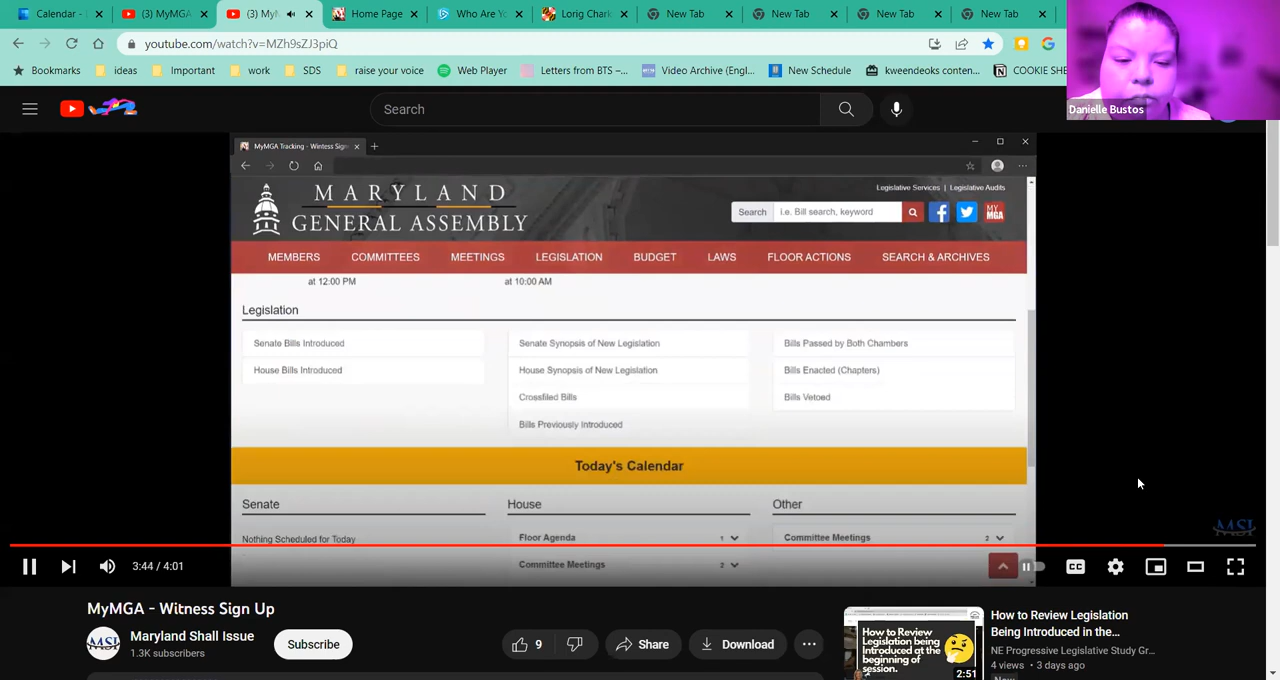 Calendar -
(3) MyMGA
(3) My
Home Page
Who Are Yo
Lorig Chark
New Tab
New Tab
New Tab
New Tab
youtube.com/watch?v=MZh9sZJ3piQ
Bookmarks
ideas
Important
work
SDS
raise your voice
Web Player
Letters from BTS –...
Video Archive (Engl...
New Schedule
kweendeoks conten...
COOKIE SHE
Danielle Bustos
Search
MyMGA Tracking - Wintess Sign
MARYLAND
GENERAL ASSEMBLY
Legislative Services | Legislative Audits
Search
i.e. Bill search, keyword
MY
MGA
MEMBERS
COMMITTEES
MEETINGS
LEGISLATION
BUDGET
LAWS
FLOOR ACTIONS
SEARCH & ARCHIVES
at 12:00 PM
at 10:00 AM
Legislation
Senate Bills Introduced
House Bills Introduced
Senate Synopsis of New Legislation
House Synopsis of New Legislation
Crossfiled Bills
Bills Previously Introduced
Bills Passed by Both Chambers
Bills Enacted (Chapters)
Bills Vetoed
Today's Calendar
Senate
House
Other
Nothing Scheduled for Today
Floor Agenda
1
Committee Meetings
2
Committee Meetings
2
3:44 / 4:01
CC
MyMGA - Witness Sign Up
Maryland Shall Issue
1.3K subscribers
Subscribe
9
Share
Download
How to Review
Legislation being
Introduced at the
beginning of
session.
2:51
How to Review Legislation
Being Introduced in the...
NE Progressive Legislative Study Gr...
4 views • 3 days ago
New